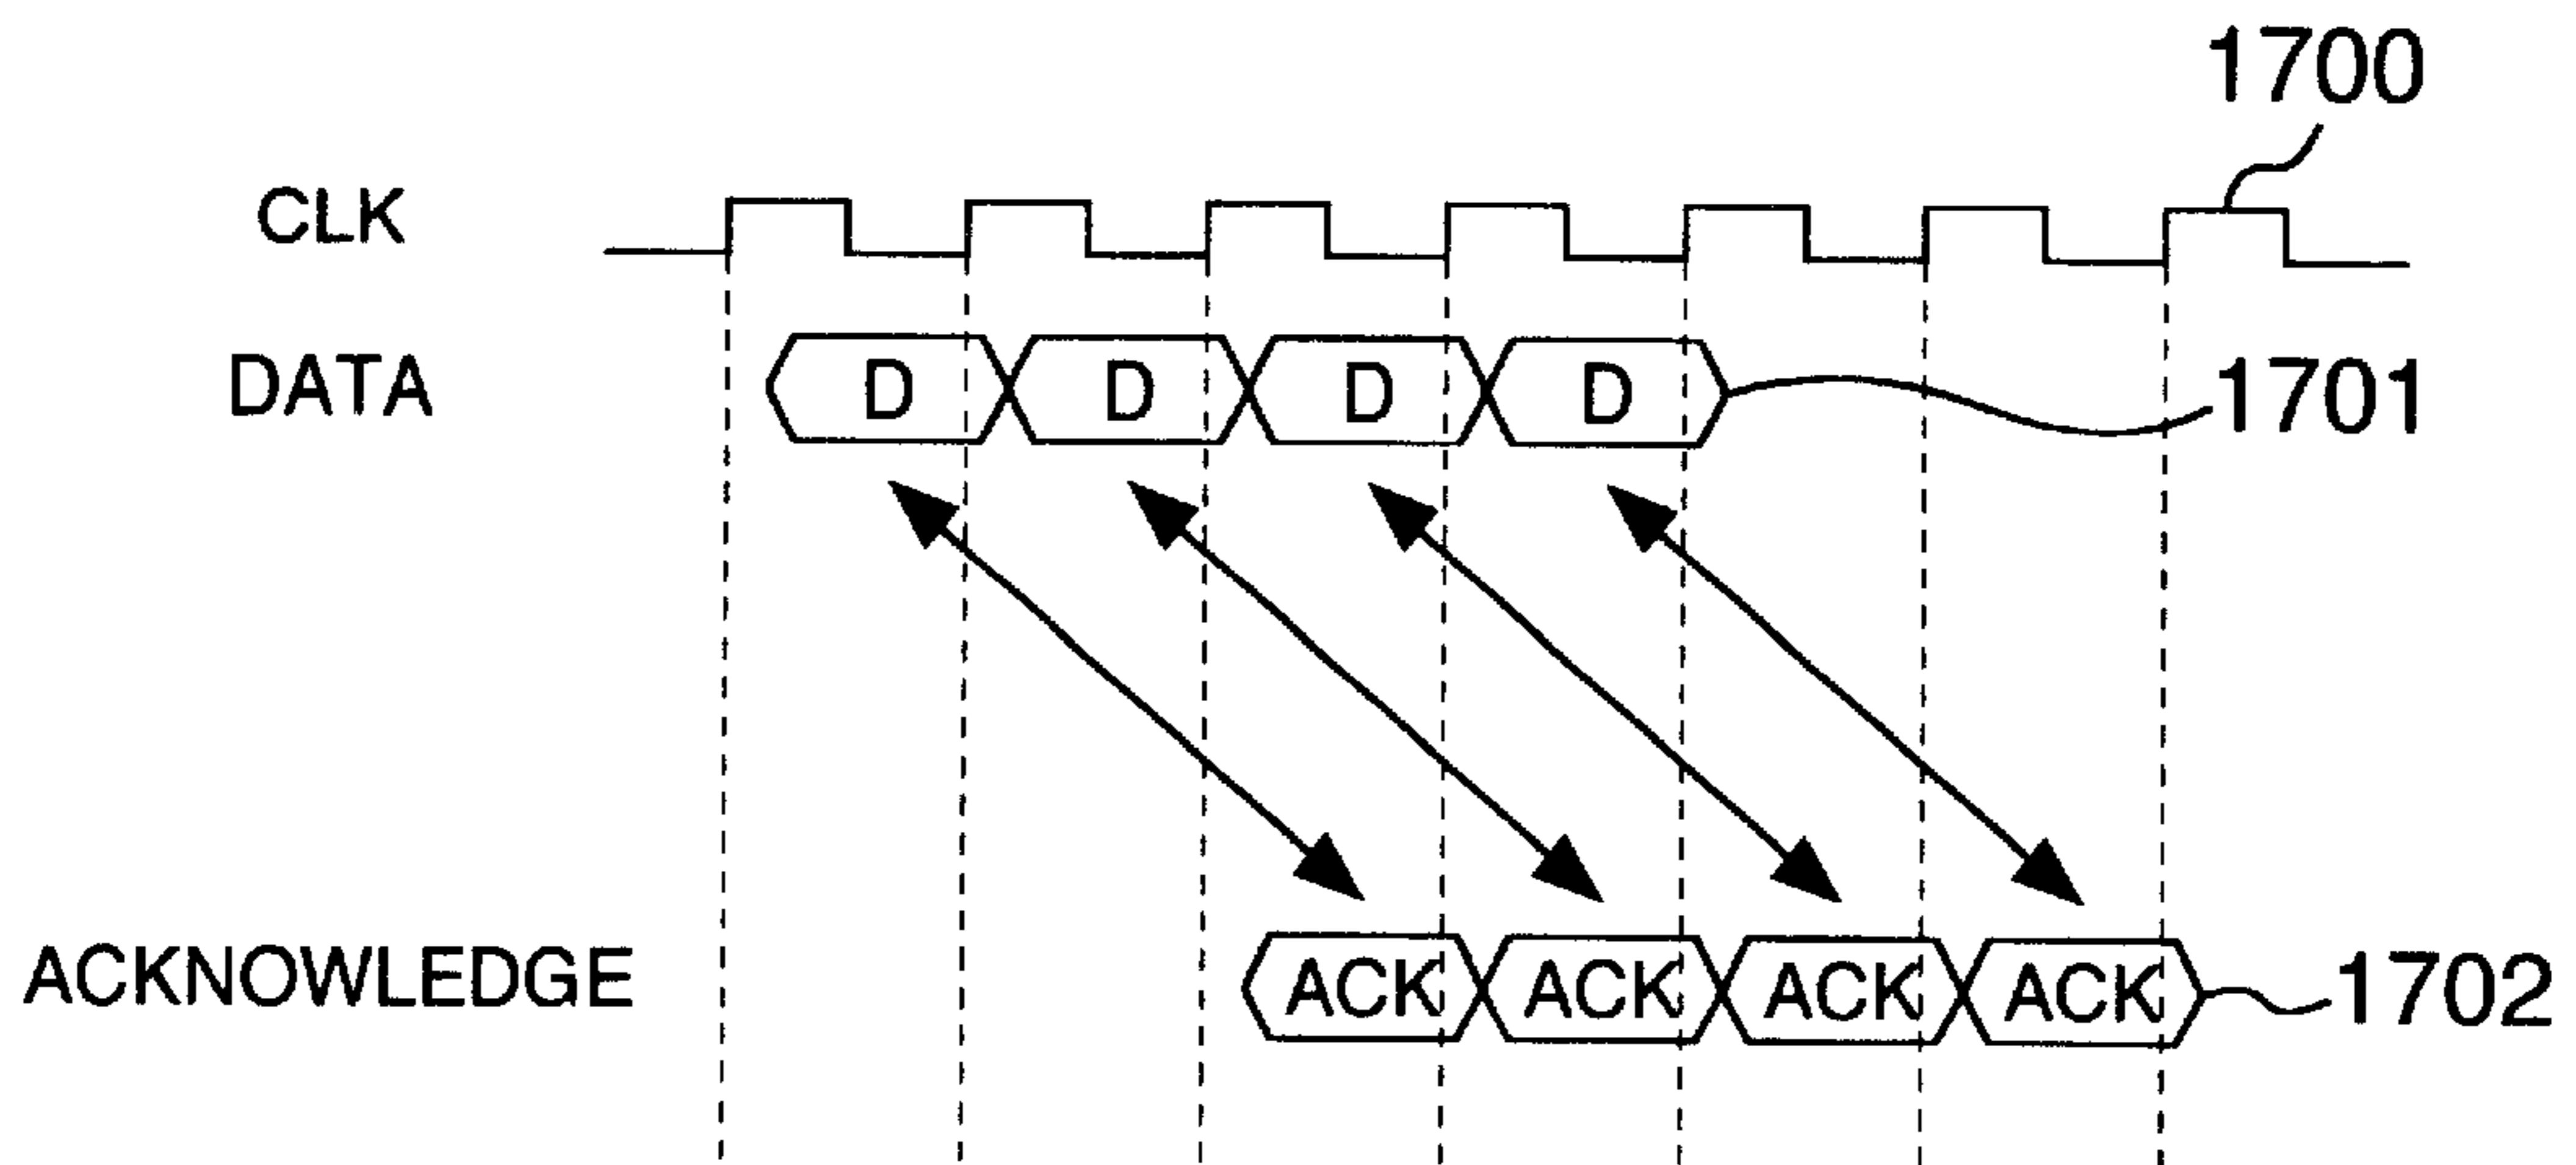 1700
CLK
DATA D D D D 1701
ACKNOWLEDGE ACK ACK ACK ACK 1702